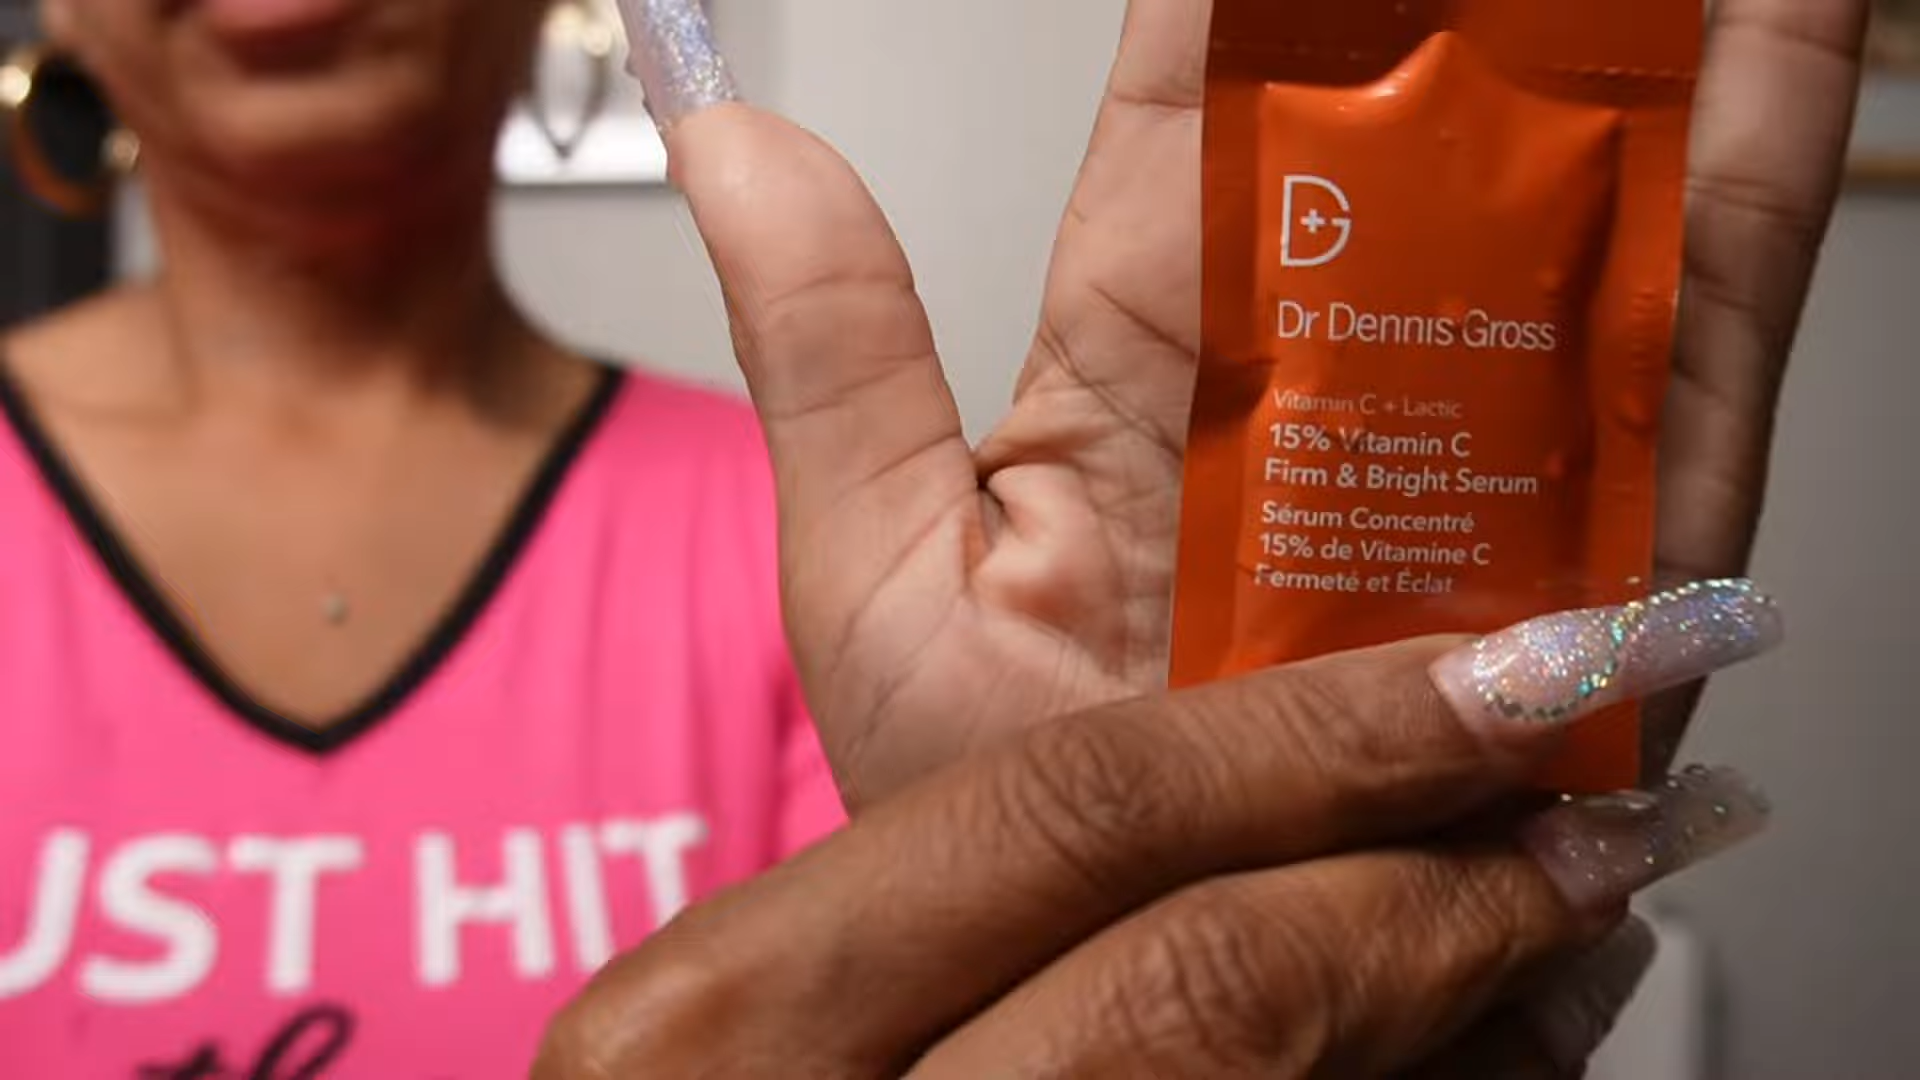 Dr Dennis Gross
Vitamin C + Lactic
15% Vitamin C
Firm & Bright Serum
Sérum Concentré
15% de Vitamine C
Fermeté et Éclat
UST HIT
th